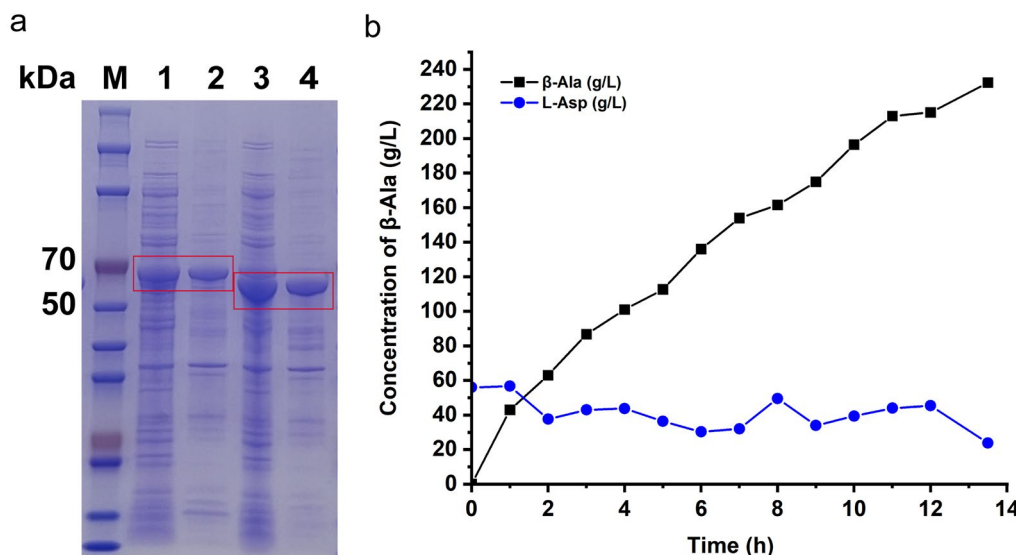 a
kDa M 1 2 3 4
70
50
b
β-Ala (g/L)
L-Asp (g/L)
Concentration of β-Ala (g/L)
240
220
200
180
160
140
120
100
80
60
40
20
0
0 2 4 6 8 10 12 14
Time (h)